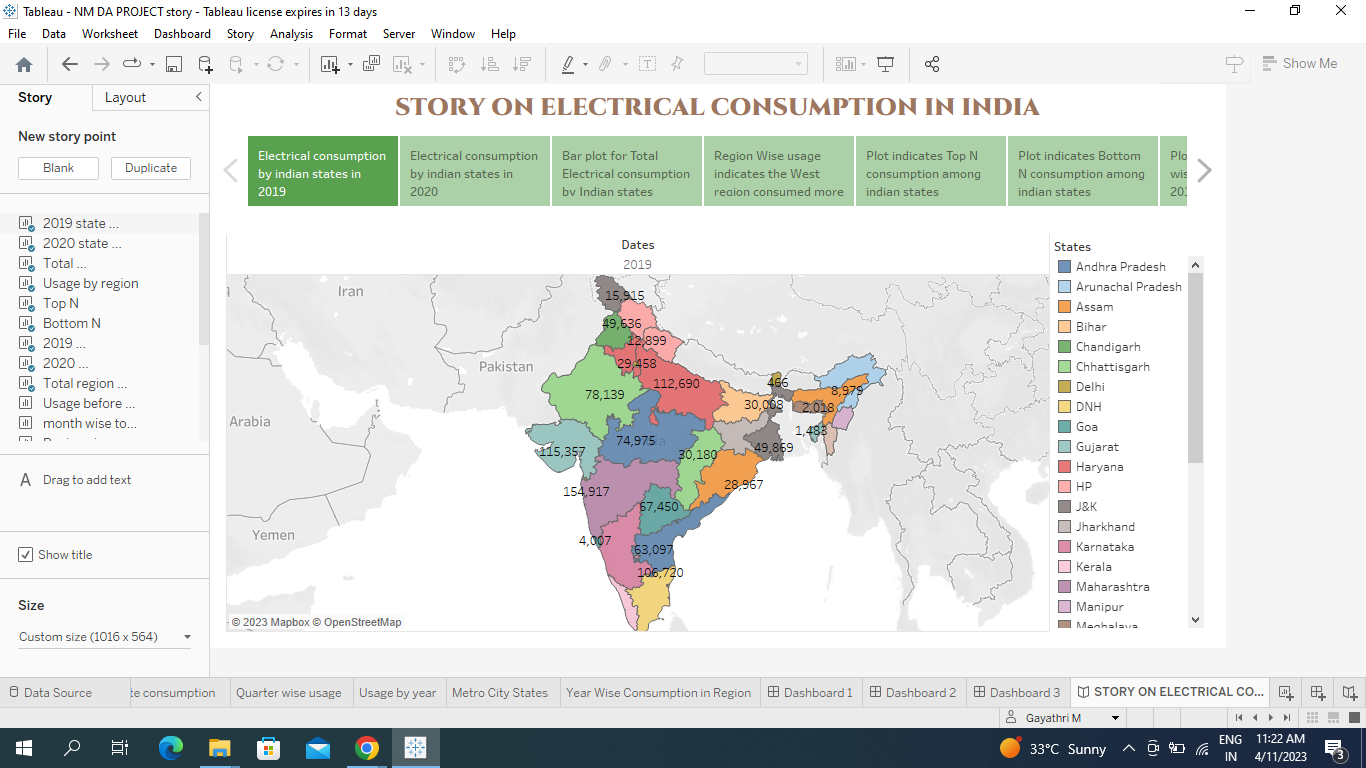 Tableau - NM DA PROJECT story - Tableau license expires in 13 days
File Data Worksheet Dashboard Story Analysis Format Server Window Help
Show Me
Story Layout
New story point
Blank Duplicate
2019 state ...
2020 state ...
Total ...
Usage by region
Top N
Bottom N
2019 ...
2020 ...
Total region ...
Usage before ...
month wise to...
A Drag to add text
Show title
Size
Custom size (1016 x 564)
STORY ON ELECTRICAL CONSUMPTION IN INDIA
Electrical consumption
by indian states in
2019
Electrical consumption
by indian states in
2020
Bar plot for Total
Electrical consumption
by Indian states
Region Wise usage
indicates the West
region consumed more
Plot indicates Top N
consumption among
indian states
Plot indicates Bottom
N consumption among
indian states
Plo
wis
201
Dates
2019
Iran
Pakistan
Arabia
Yemen
15,915
49,636
12,899
29,458
112,690
78,139
466
8,979
30,008
2,018
1,483
74,975
49,869
115,357
30,180
28,967
154,917
67,450
4,007
63,097
106,720
© 2023 Mapbox © OpenStreetMap
States
Andhra Pradesh
Arunachal Pradesh
Assam
Bihar
Chandigarh
Chhattisgarh
Delhi
DNH
Goa
Gujarat
Haryana
HP
J&K
Jharkhand
Karnataka
Kerala
Maharashtra
Manipur
Meghalaya
Data Source te consumption Quarter wise usage Usage by year Metro City States Year Wise Consumption in Region Dashboard 1 Dashboard 2 Dashboard 3 STORY ON ELECTRICAL CO...
Gayathri M
33°C Sunny
ENG
IN
11:22 AM
4/11/2023
3